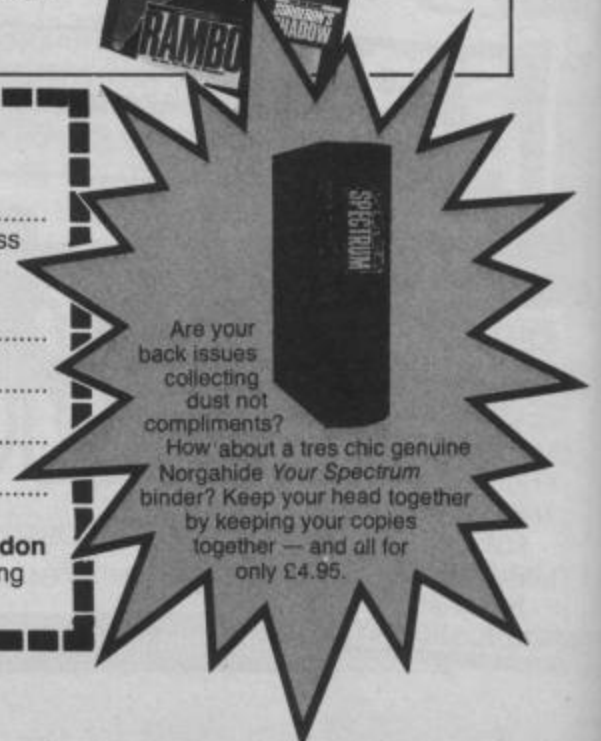 RAMBO
SORDERON'S
SHADOW
SPECTRUM
ss
don
ng
Are your
back issues
collecting
dust not
compliments?
How about a tres chic genuine
Norgahide Your Spectrum
binder? Keep your head together
by keeping your copies
together — and all for
only £4.95.